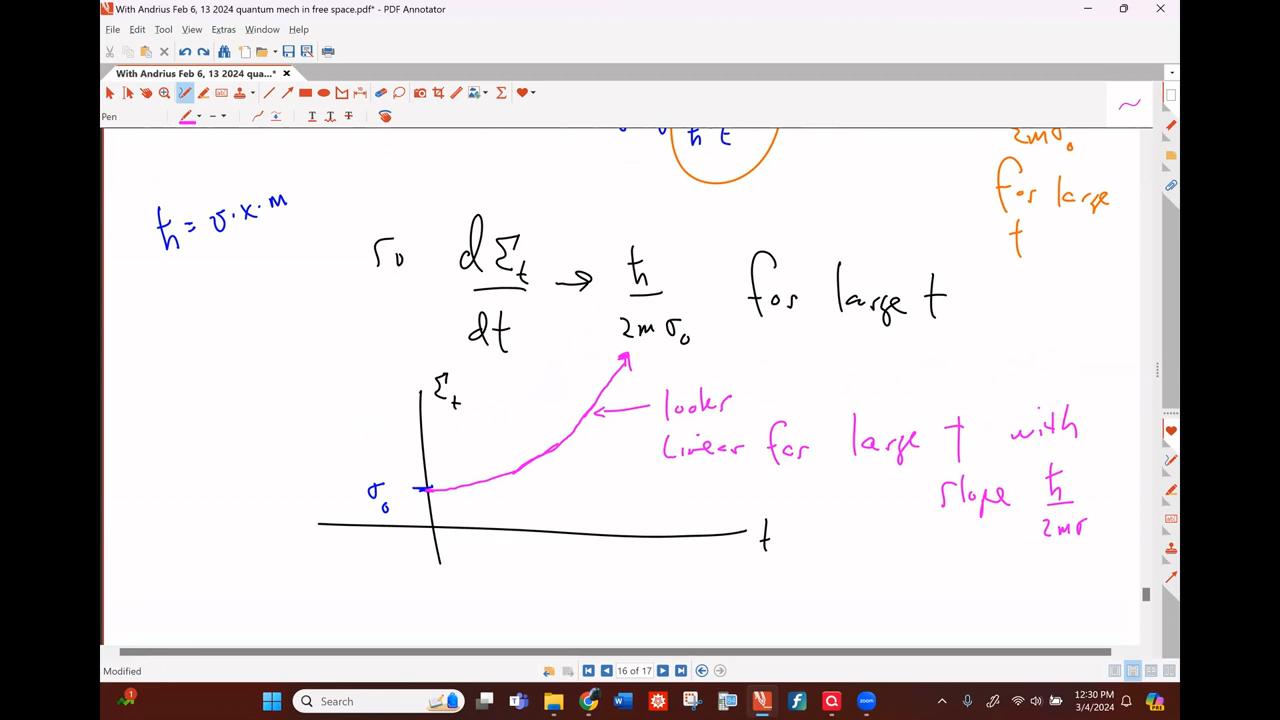 With Andrius Feb 6, 13 2024 quantum mech in free space.pdf* - PDF Annotator
File Edit Tool View Extras Window Help
With Andrius Feb 6, 13 2024 qua...*
Pen
ħ t
2mσ₀
for large
t
ħ = v·x·m
so dΣₜ/dt → ħ/2mσ₀ for large t
Σₜ
looks
linear for large t with
slope ħ/2mσ
σ₀
t
Modified
16 of 17
Search
12:30 PM
3/4/2024